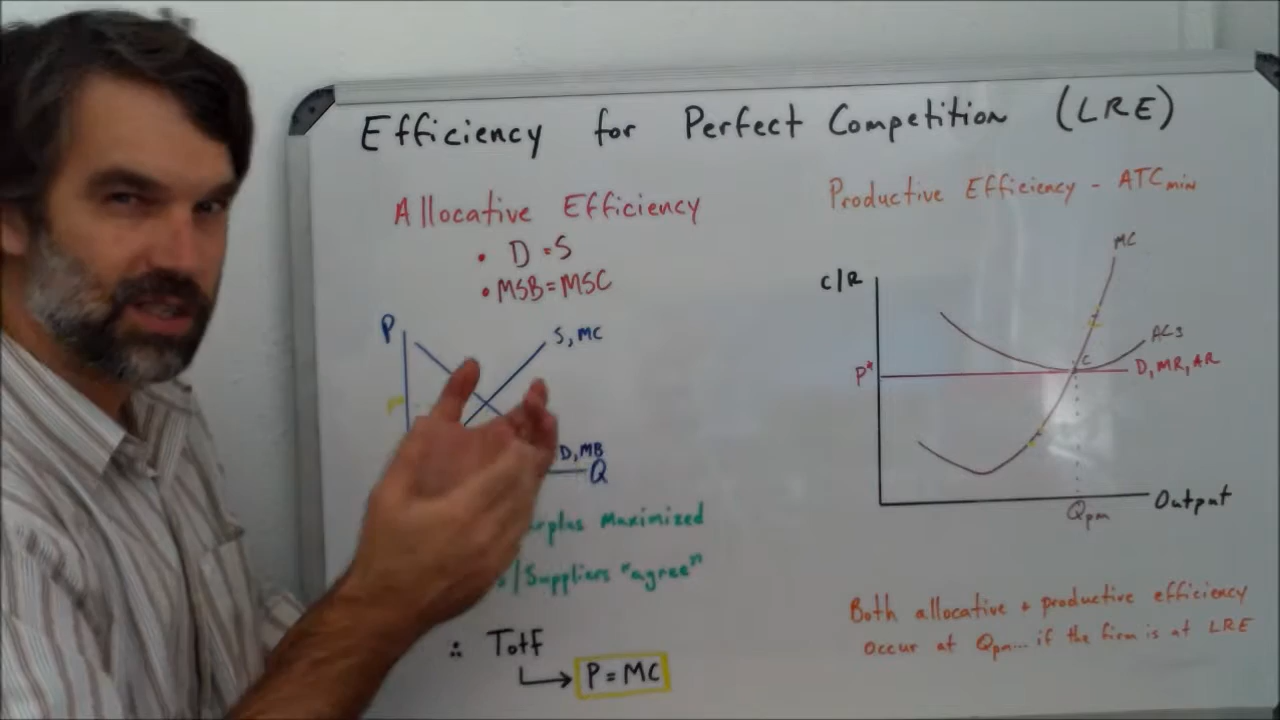 Efficiency for Perfect Competition (LRE)
Allocative Efficiency
• D = S
• MSB = MSC
P
S, MC
D, MB
Q
Maximized
/Suppliers "agree"
∴ TotF
P = MC
Productive Efficiency - ATCmin
C/R
MC
C
D, MR, AR
P*
Output
Qpm
Both allocative + productive efficiency
occur at Qpm... if the firm is at LRE